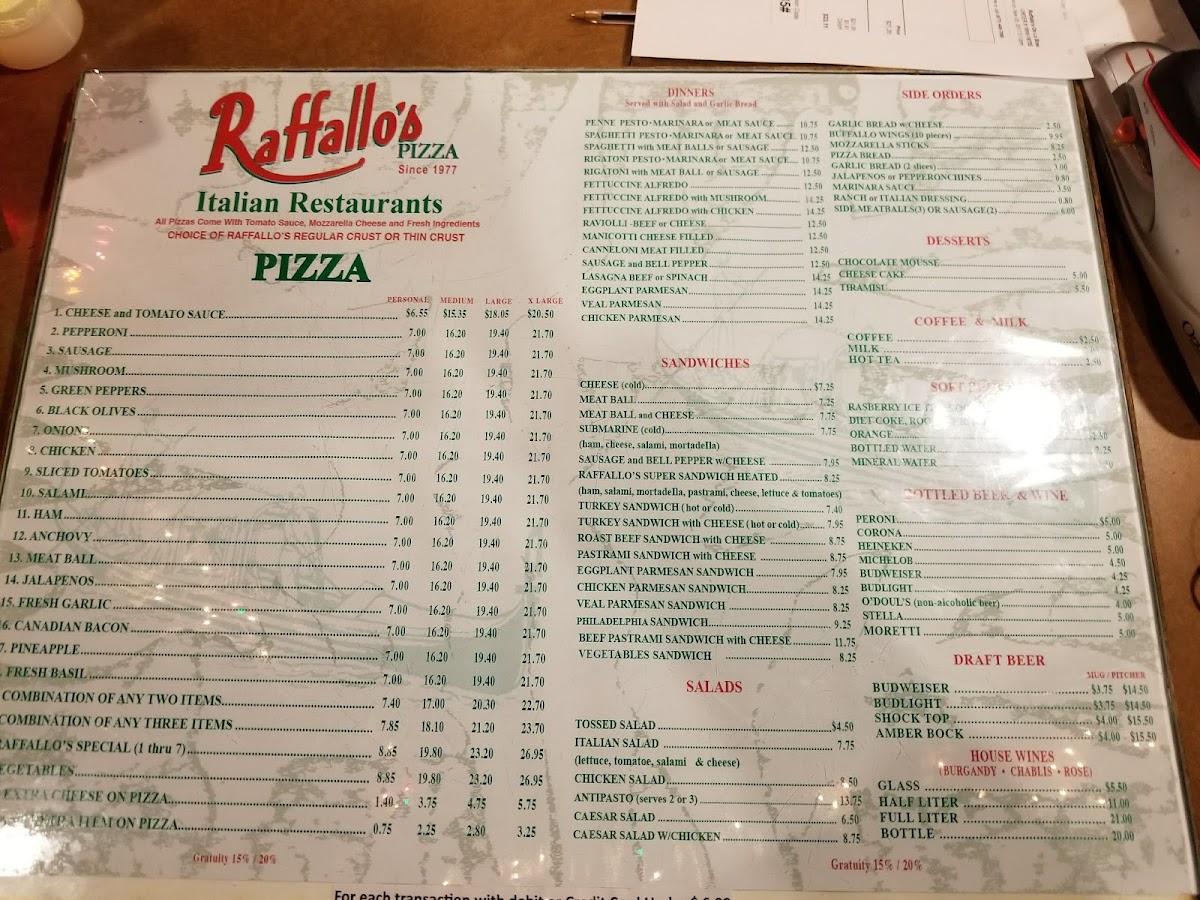 Raffallo's
PIZZA
Since 1977
Italian Restaurants
All Pizzas Come With Tomato Sauce, Mozzarella Cheese and Fresh Ingredients
CHOICE OF RAFFALLO'S REGULAR CRUST OR THIN CRUST
PIZZA
PERSONAL MEDIUM LARGE X LARGE
1. CHEESE and TOMATO SAUCE $6.55 $15.35 $18.05 $20.50
2. PEPPERONI 7.00 16.20 19.40 21.70
3. SAUSAGE 7.00 16.20 19.40 21.70
4. MUSHROOM 7.00 16.20 19.40 21.70
5. GREEN PEPPERS 7.00 16.20 19.40 21.70
6. BLACK OLIVES 7.00 16.20 19.40 21.70
7. ONIONS 7.00 16.20 19.40 21.70
8. CHICKEN 7.00 16.20 19.40 21.70
9. SLICED TOMATOES 7.00 16.20 19.40 21.70
10. SALAMI 7.00 16.20 19.40 21.70
11. HAM 7.00 16.20 19.40 21.70
12. ANCHOVY 7.00 16.20 19.40 21.70
13. MEAT BALL 7.00 16.20 19.40 21.70
14. JALAPENOS 7.00 16.20 19.40 21.70
15. FRESH GARLIC 7.00 16.20 19.40 21.70
16. CANADIAN BACON 7.00 16.20 19.40 21.70
7. PINEAPPLE 7.00 16.20 19.40 21.70
FRESH BASIL 7.00 16.20 19.40 21.70
COMBINATION OF ANY TWO ITEMS 7.40 17.00 20.30 22.70
COMBINATION OF ANY THREE ITEMS 7.85 18.10 21.20 23.70
RAFFALLO'S SPECIAL (1 thru 7) 8.85 19.80 23.20 26.95
VEGETABLES 8.85 19.80 23.20 26.95
EXTRA CHEESE ON PIZZA 1.40 3.75 4.75 5.75
EXTRA ITEM ON PIZZA 0.75 2.25 2.80 3.25
Gratuity 15% / 20%
DINNERS
Served with Salad and Garlic Bread
PENNE PESTO • MARINARA or MEAT SAUCE 10.75
SPAGHETTI PESTO • MARINARA or MEAT SAUCE 10.75
SPAGHETTI with MEAT BALLS or SAUSAGE 12.50
RIGATONI PESTO • MARINARA or MEAT SAUCE 10.75
RIGATONI with MEAT BALL or SAUSAGE 12.50
FETTUCCINE ALFREDO 12.50
FETTUCCINE ALFREDO with MUSHROOM 14.25
FETTUCCINE ALFREDO with CHICKEN 14.25
RAVIOLLI - BEEF or CHEESE 12.50
MANICOTTI CHEESE FILLED 12.50
CANNELONI MEAT FILLED 12.50
SAUSAGE and BELL PEPPER 12.50
LASAGNA BEEF or SPINACH 14.25
EGGPLANT PARMESAN 14.25
VEAL PARMESAN 14.25
CHICKEN PARMESAN 14.25
SANDWICHES
CHEESE (cold) $7.25
MEAT BALL 7.25
MEAT BALL and CHEESE 7.75
SUBMARINE (cold) 7.75
(ham, cheese, salami, mortadella)
SAUSAGE and BELL PEPPER w/CHEESE 7.95
RAFFALLO'S SUPER SANDWICH HEATED 8.25
(ham, salami, mortadella, pastrami, cheese, lettuce & tomatoes)
TURKEY SANDWICH (hot or cold) 7.40
TURKEY SANDWICH with CHEESE (hot or cold) 7.95
ROAST BEEF SANDWICH with CHEESE 8.75
PASTRAMI SANDWICH with CHEESE 8.75
EGGPLANT PARMESAN SANDWICH 7.95
CHICKEN PARMESAN SANDWICH 8.25
VEAL PARMESAN SANDWICH 8.25
PHILADELPHIA SANDWICH 9.25
BEEF PASTRAMI SANDWICH with CHEESE 11.75
VEGETABLES SANDWICH 8.25
SALADS
TOSSED SALAD $4.50
ITALIAN SALAD 7.75
(lettuce, tomatoe, salami & cheese)
CHICKEN SALAD 8.50
ANTIPASTO (serves 2 or 3) 13.75
CAESAR SALAD 6.50
CAESAR SALAD W/CHICKEN 8.75
SIDE ORDERS
GARLIC BREAD w/CHEESE 2.50
BUFFALLO WINGS (10 pieces) 9.95
MOZZARELLA STICKS 8.25
PIZZA BREAD 2.50
GARLIC BREAD (2 slices) 3.00
JALAPENOS or PEPPERONCHINES 0.80
MARINARA SAUCE 3.50
RANCH or ITALIAN DRESSING 0.80
SIDE MEATBALLS(3) OR SAUSAGE(2) 6.00
DESSERTS
CHOCOLATE MOUSSE
CHEESE CAKE 5.00
TIRAMISU 5.50
COFFEE & MILK
COFFEE $2.50
MILK
HOT TEA 2.50
SOFT
RASBERRY ICE
DIET COKE,
ORANGE $2.50
BOTTLED WATER
MINERAL WATER
BOTTLED BEER & WINE
PERONI $5.00
CORONA 5.00
HEINEKEN 5.00
MICHELOB 4.50
BUDWEISER 4.25
BUDLIGHT 4.25
O'DOUL'S (non-alcoholic beer) 4.00
STELLA 5.00
MORETTI 5.00
DRAFT BEER
MUG / PITCHER
BUDWEISER $3.75 $14.50
BUDLIGHT $3.75 - $14.50
SHOCK TOP $4.00 - $15.50
AMBER BOCK $4.00 - $15.50
HOUSE WINES
(BURGANDY • CHABLIS • ROSE)
GLASS $5.50
HALF LITER 11.00
FULL LITER 21.00
BOTTLE 20.00
Gratuity 15% / 20%
For each transaction with debit or Credit Card